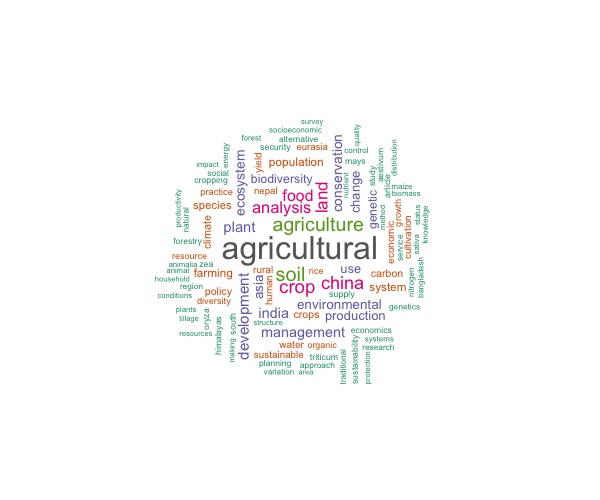 survey
socioeconomic
quality
forest
alternative
energy
ecosystem
yield
security
eurasia
conservation
control
distribution
impact
population
mays
nutrient
change
study
aestivum
social
cropping
biodiversity
article
maize
biomass
productivity
natural
practice
nepal
food
land
genetic
method
growth
species
analysis
economic
status
knowledge
climate
plant
agriculture
service
cultivation
sativa
forestry
agricultural
resource
animalia
zea
animal
farming
rural
soil
rice
use
carbon
nitrogen
bangladesh
household
region
asia
human
crop
china
system
conditions
policy
diversity
development
supply
environmental
genetics
plants
oryza
south
india
crops
production
tillage
structure
resources
himalayas
making
management
economics
water
organic
systems
sustainable
triticum
research
planning
approach
traditional
sustainability
protection
variation
area